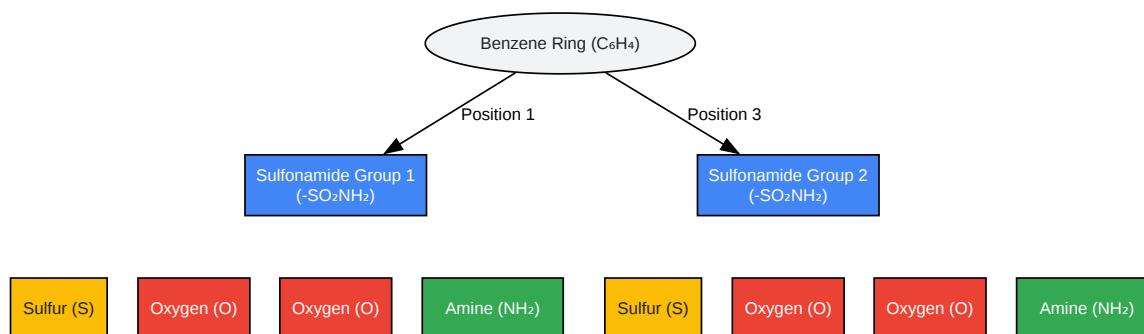 Benzene Ring (C₆H₄)
Position 1
Position 3
Sulfonamide Group 1
(-SO₂NH₂)
Sulfonamide Group 2
(-SO₂NH₂)
Sulfur (S)
Oxygen (O)
Oxygen (O)
Amine (NH₂)
Sulfur (S)
Oxygen (O)
Oxygen (O)
Amine (NH₂)